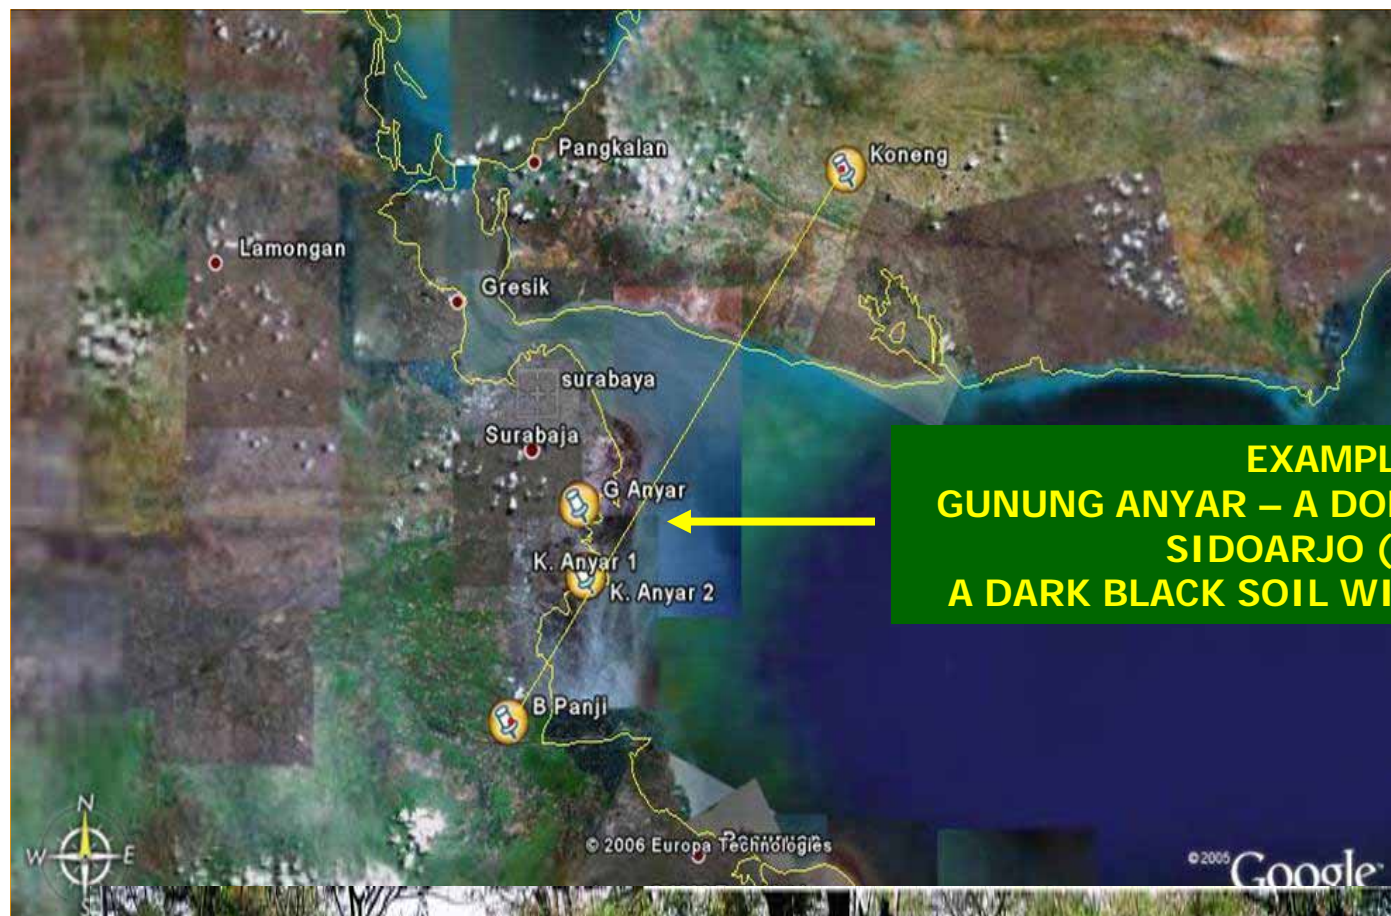 Pangkalan
Koneng
Lamongan
Gresik
surabaya
Surabaja
G Anyar
K. Anyar 1
K. Anyar 2
B Panji
EXAMPL
GUNUNG ANYAR – A DO
SIDOARJO (
A DARK BLACK SOIL WI
N
W
E
S
© 2006 Europa Technologies
©2005 Google